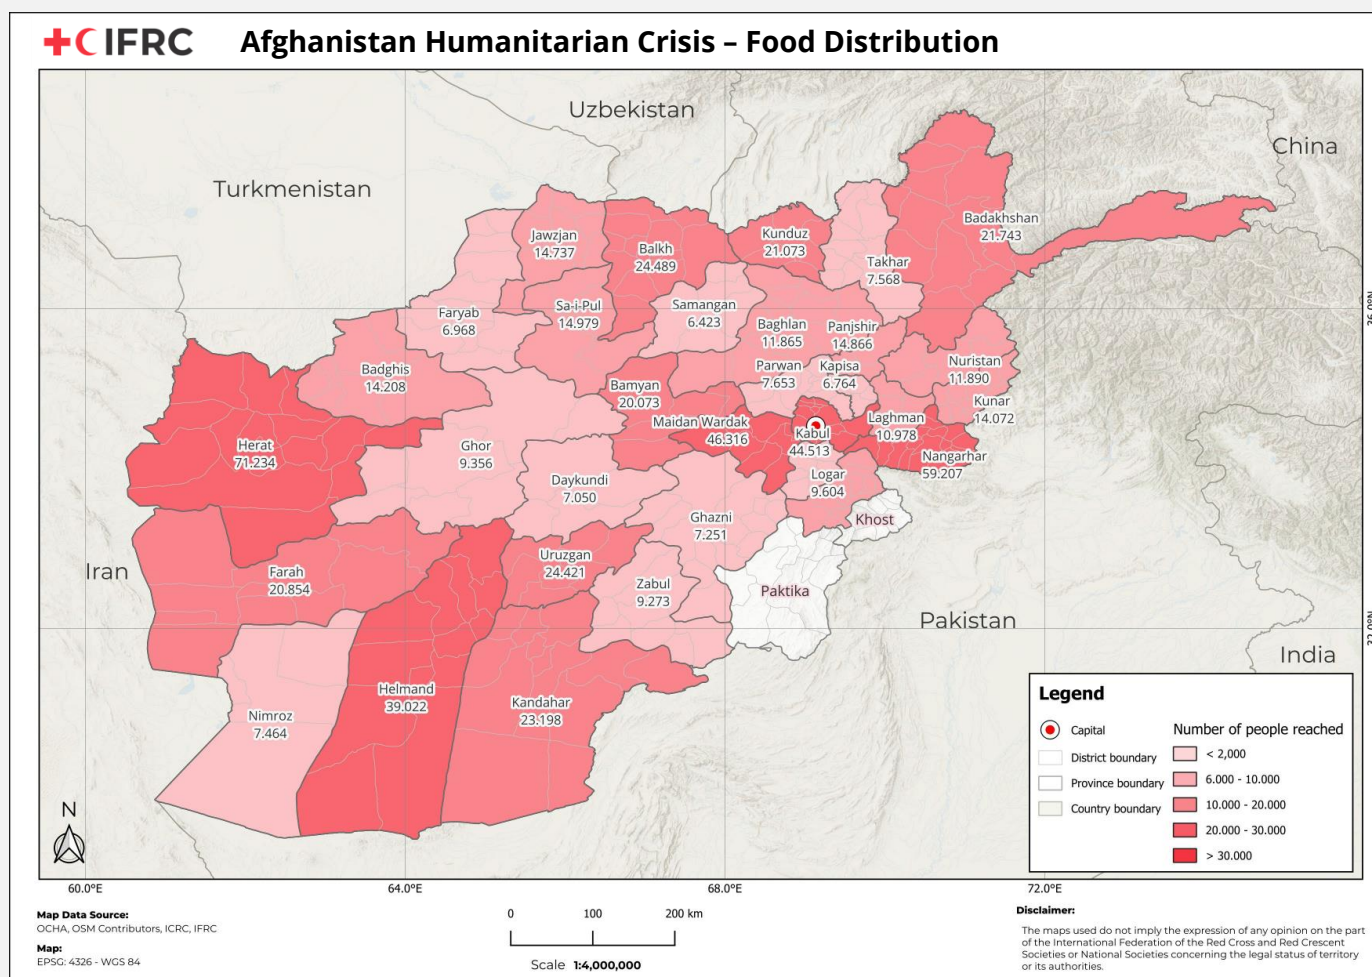 IFRC
Afghanistan Humanitarian Crisis – Food Distribution
Uzbekistan
China
Turkmenistan
Badakhshan
21.743
Jawzjan
14.737
Balkh
24.489
Kunduz
21.073
Takhar
7.568
Faryab
6.968
Sa-i-Pul
14.979
Samangan
6.423
Baghlan
11.865
Panjshir
14.866
36.0°N
Badghis
14.208
Bamyan
20.073
Parwan
7.653
Kapisa
6.764
Nuristan
11.890
Kunar
14.072
Herat
71.234
Ghor
9.356
Maidan Wardak
46.316
Kabul
44.513
Laghman
10.978
Nangarhar
59.207
Daykundi
7.050
Logar
9.604
Ghazni
7.251
Khost
Iran
Farah
20.854
Uruzgan
24.421
Zabul
9.273
Paktika
Pakistan
32.0°N
India
Nimroz
7.464
Helmand
39.022
Kandahar
23.198
Legend
Capital
District boundary
Province boundary
Country boundary
Number of people reached
< 2,000
6.000 - 10.000
10.000 - 20.000
20.000 - 30.000
> 30.000
N
60.0°E
64.0°E
68.0°E
72.0°E
Map Data Source:
OCHA, OSM Contributors, ICRC, IFRC
Map:
EPSG: 4326 - WGS 84
0 100 200 km
Scale 1:4,000,000
Disclaimer:
The maps used do not imply the expression of any opinion on the part
of the International Federation of the Red Cross and Red Crescent
Societies or National Societies concerning the legal status of territory
or its authorities.